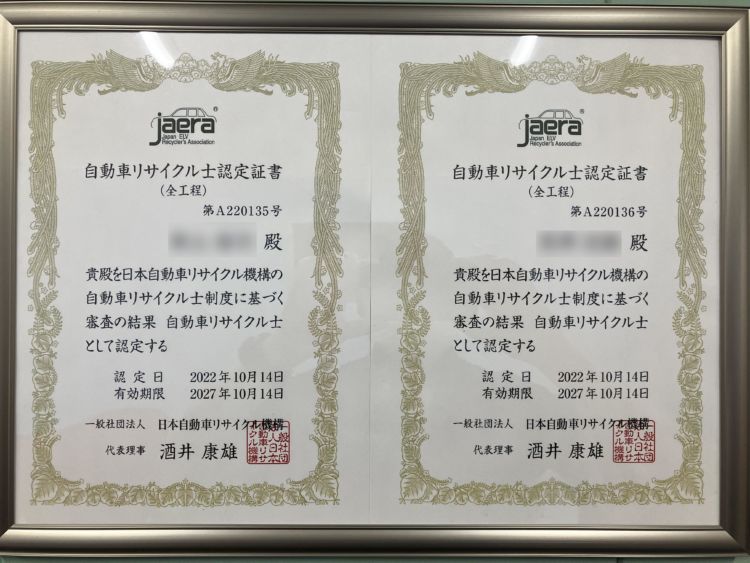 jaera®
Japan ELV
Recycler's Association
自動車リサイクル士認定証書
(全工程)
第A220135号
殿
貴殿を日本自動車リサイクル機構の
自動車リサイクル士制度に基づく
審査の結果 自動車リサイクル士
として認定する
認定日 2022年10月14日
有効期限 2027年10月14日
一般社団法人 日本自動車リサイクル機構
代表理事 酒井 康雄
jaera®
Japan ELV
Recycler's Association
自動車リサイクル士認定証書
(全工程)
第A220136号
殿
貴殿を日本自動車リサイクル機構の
自動車リサイクル士制度に基づく
審査の結果 自動車リサイクル士
として認定する
認定日 2022年10月14日
有効期限 2027年10月14日
一般社団法人 日本自動車リサイクル機構
代表理事 酒井 康雄